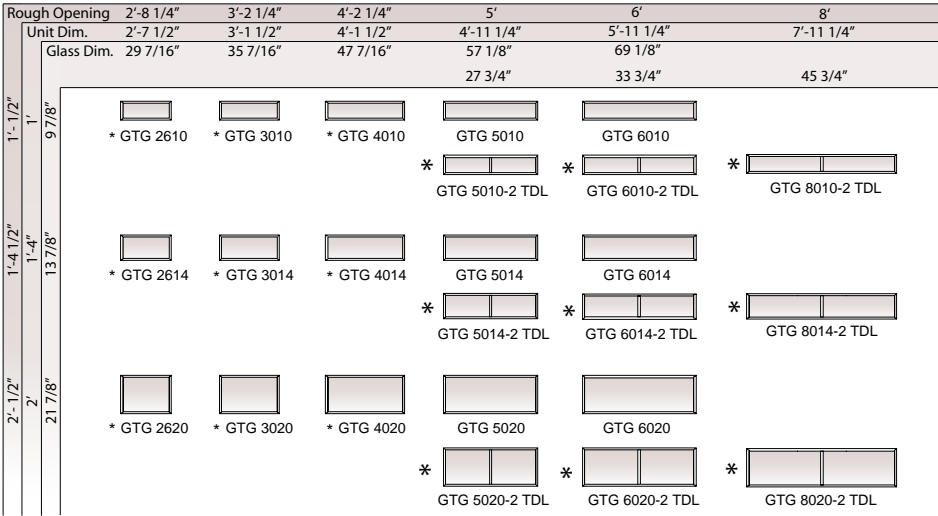 Rough Opening 2'-8 1/4" 3'-2 1/4" 4'-2 1/4" 5' 6' 8'
Unit Dim. 2'-7 1/2" 3'-1 1/2" 4'-1 1/2" 4'-11 1/4" 5'-11 1/4" 7'-11 1/4"
Glass Dim. 29 7/16" 35 7/16" 47 7/16" 57 1/8" 69 1/8"
27 3/4" 33 3/4" 45 3/4"
1'- 1/2" 1' 9 7/8"
* GTG 2610 * GTG 3010 * GTG 4010 GTG 5010 GTG 6010
* * *
GTG 5010-2 TDL GTG 6010-2 TDL GTG 8010-2 TDL
1'-4 1/2" 1'-4" 13 7/8"
* GTG 2614 * GTG 3014 * GTG 4014 GTG 5014 GTG 6014
* * *
GTG 5014-2 TDL GTG 6014-2 TDL GTG 8014-2 TDL
2'- 1/2" 2' 21 7/8"
* GTG 2620 * GTG 3020 * GTG 4020 GTG 5020 GTG 6020
* * *
GTG 5020-2 TDL GTG 6020-2 TDL GTG 8020-2 TDL